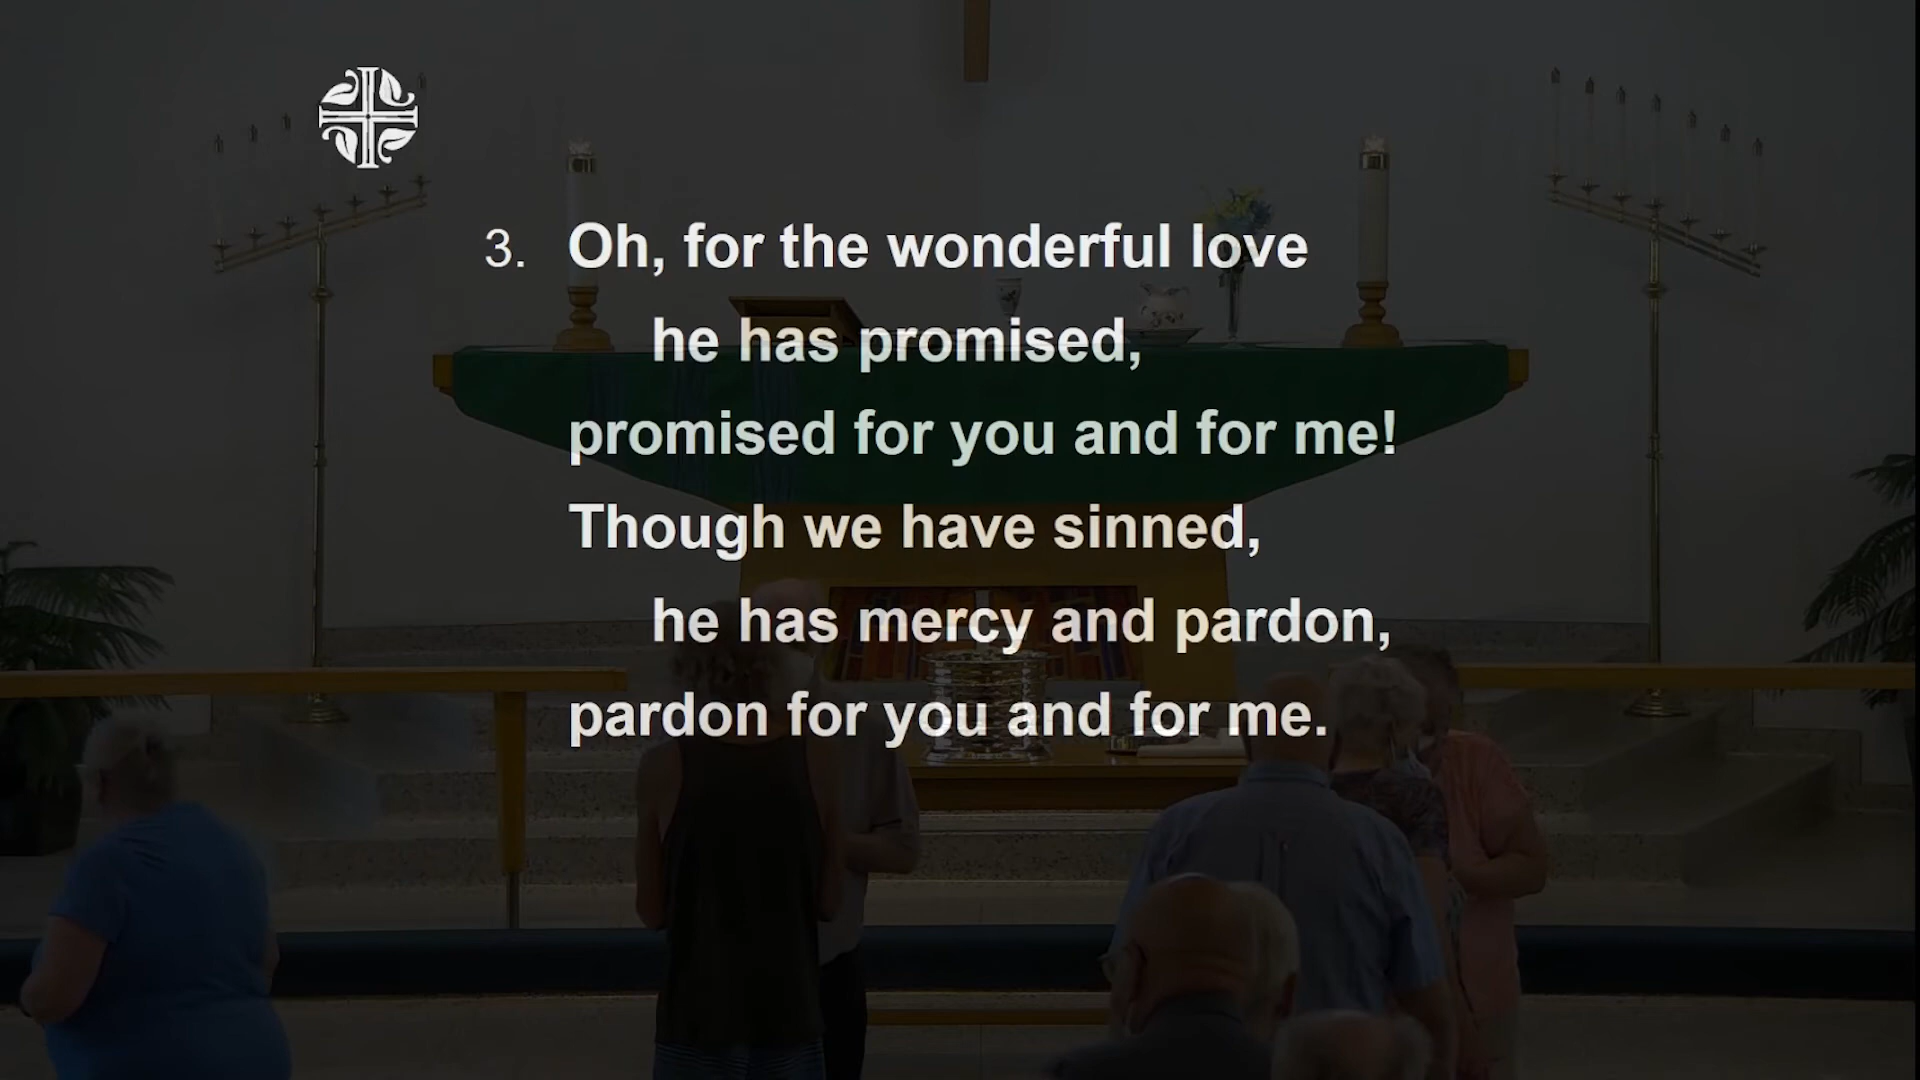 3. Oh, for the wonderful love
he has promised,
promised for you and for me!
Though we have sinned,
he has mercy and pardon,
pardon for you and for me.